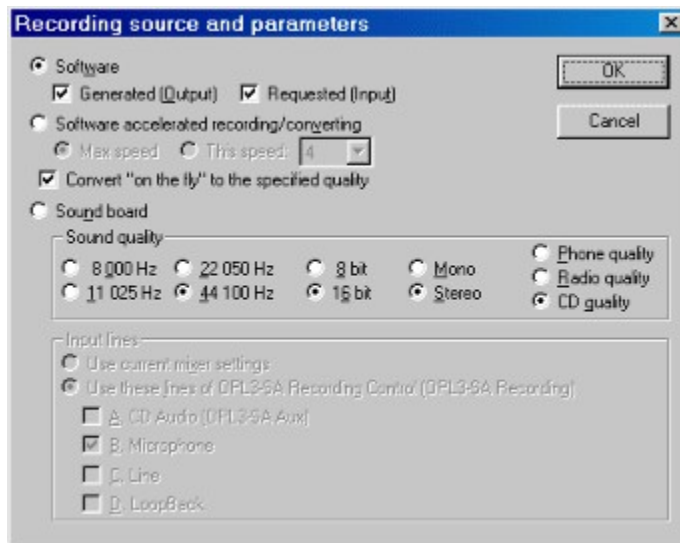 Recording source and parameters
Software
OK
Generated (Output) Requested (Input)
Software accelerated recording/converting
Cancel
Max speed This speed: 4
Convert "on the fly" to the specified quality
Sound board
Sound quality
8 000 Hz 22 050 Hz 8 bit Mono Phone quality
Radio quality
11 025 Hz 44 100 Hz 16 bit Stereo CD quality
Input lines
Use current mixer settings
Use these lines of OPL3-SA Recording Control (OPL3-SA Recording)
A. CD Audio (OPL3-SA Aux)
B. Microphone
C. Line
D. LoopBack